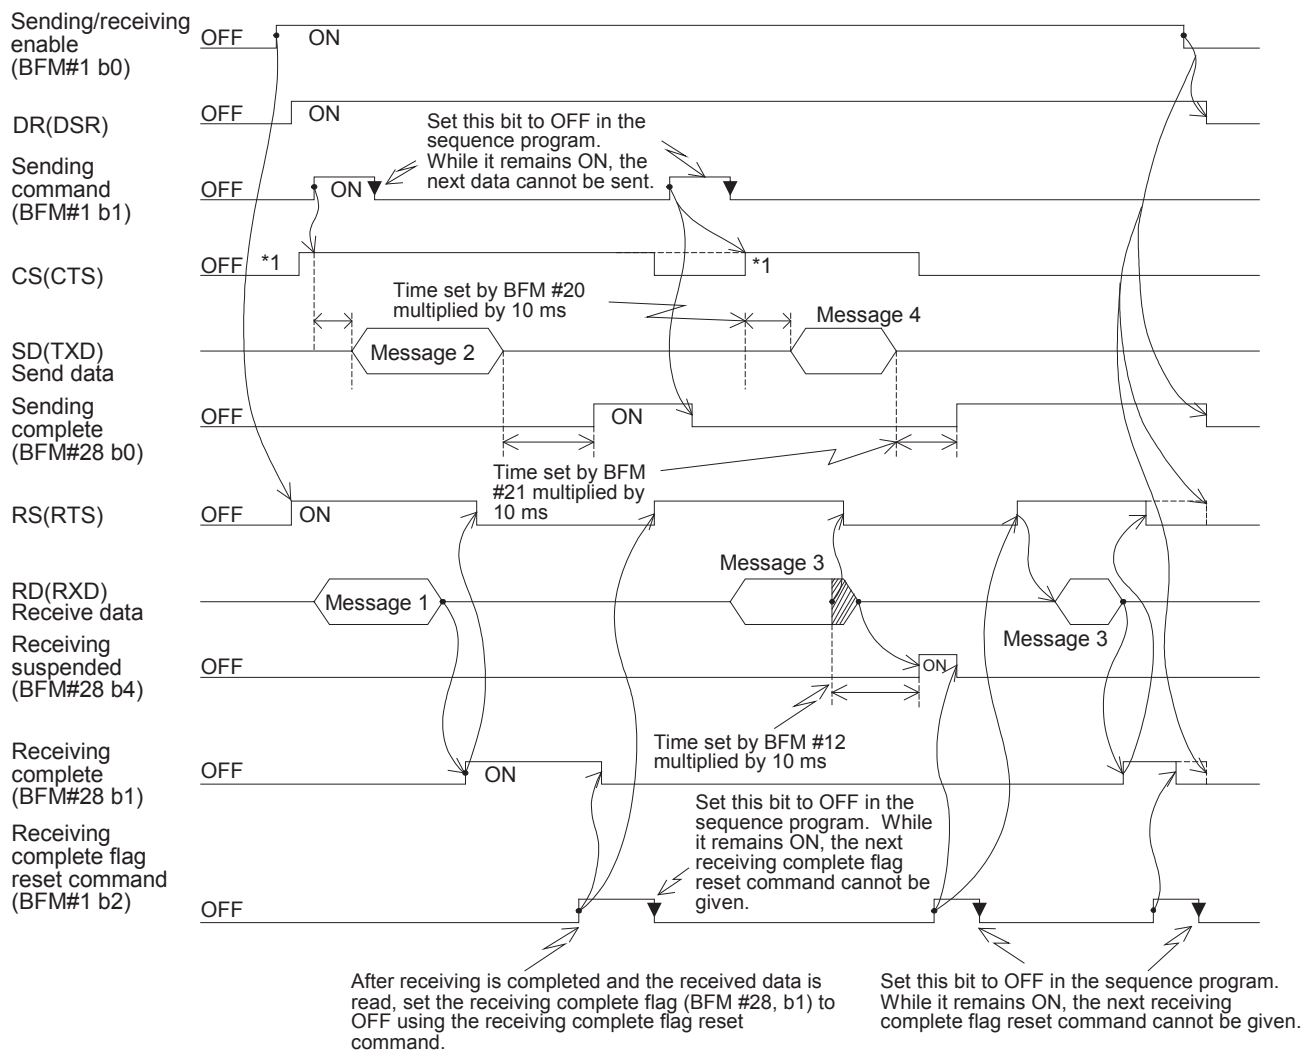 Sending/receiving
enable
(BFM#1 b0)
OFF
ON
DR(DSR)
OFF
ON
Set this bit to OFF in the
sequence program.
While it remains ON, the
next data cannot be sent.
Sending
command
(BFM#1 b1)
OFF
ON
CS(CTS)
OFF
*1
*1
Time set by BFM #20
multiplied by 10 ms
Message 4
SD(TXD)
Send data
Message 2
Sending
complete
(BFM#28 b0)
OFF
ON
Time set by BFM
#21 multiplied by
10 ms
RS(RTS)
OFF
ON
Message 3
RD(RXD)
Receive data
Message 1
Message 3
Receiving
suspended
(BFM#28 b4)
OFF
ON
Time set by BFM #12
multiplied by 10 ms
Receiving
complete
(BFM#28 b1)
OFF
ON
Set this bit to OFF in the
sequence program. While
it remains ON, the next
receiving complete flag
reset command cannot be
given.
Receiving
complete flag
reset command
(BFM#1 b2)
OFF
After receiving is completed and the received data is
read, set the receiving complete flag (BFM #28, b1) to
OFF using the receiving complete flag reset
command.
Set this bit to OFF in the sequence program.
While it remains ON, the next receiving
complete flag reset command cannot be given.